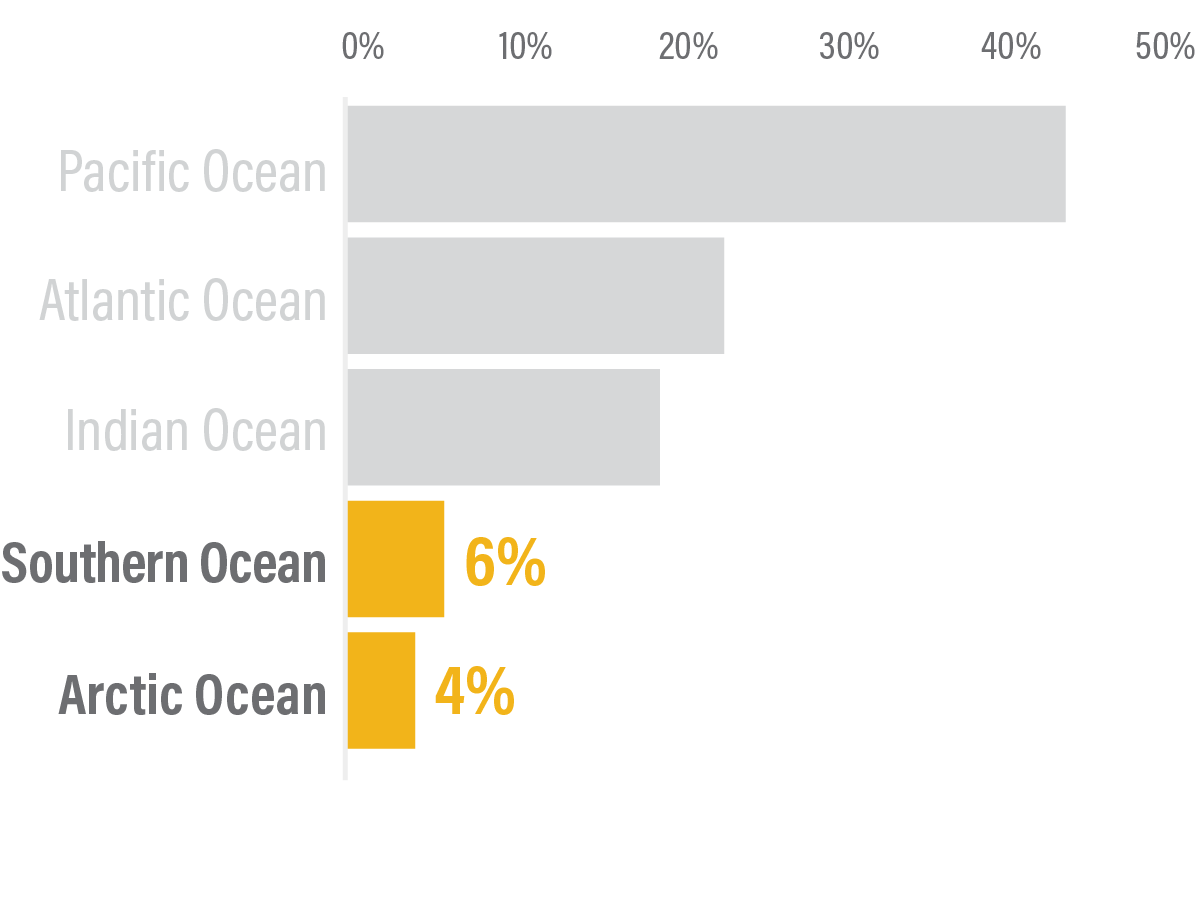 0% 10% 20% 30% 40% 50%
Pacific Ocean
Atlantic Ocean
Indian Ocean
Southern Ocean 6%
Arctic Ocean 4%